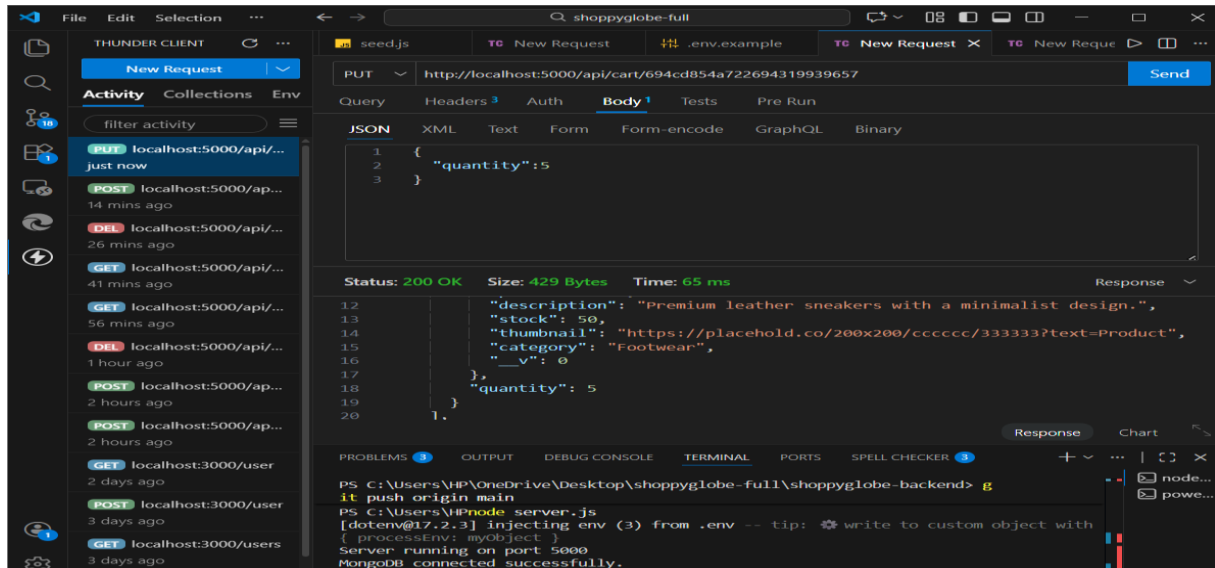 File Edit Selection ···
shoppyglobe-full
THUNDER CLIENT
New Request
Activity Collections Env
filter activity
PUT localhost:5000/api/...
just now
POST localhost:5000/ap...
14 mins ago
DEL localhost:5000/api/...
26 mins ago
GET localhost:5000/api/...
41 mins ago
GET localhost:5000/api/...
56 mins ago
DEL localhost:5000/api/...
1 hour ago
POST localhost:5000/ap...
2 hours ago
POST localhost:5000/ap...
2 hours ago
GET localhost:3000/user
2 days ago
POST localhost:3000/user
3 days ago
GET localhost:3000/users
3 days ago
18
1
1
JS seed.js TC New Request .env.example TC New Request TC New Reque
PUT http://localhost:5000/api/cart/694cd854a722694319939657 Send
Query Headers 3 Auth Body 1 Tests Pre Run
JSON XML Text Form Form-encode GraphQL Binary
1 {
2 "quantity":5
3 }
Status: 200 OK Size: 429 Bytes Time: 65 ms Response
12 "description": "Premium leather sneakers with a minimalist design.",
13 "stock": 50,
14 "thumbnail": "https://placehold.co/200x200/cccccc/333333?text=Product",
15 "category": "Footwear",
16 "__v": 0
17 },
18 "quantity": 5
19 }
20 ],
Response Chart
PROBLEMS 3 OUTPUT DEBUG CONSOLE TERMINAL PORTS SPELL CHECKER 3
PS C:\Users\HP\OneDrive\Desktop\shoppyglobe-full\shoppyglobe-backend> g
it push origin main
PS C:\Users\HPnode server.js
[dotenv@17.2.3] injecting env (3) from .env -- tip: ⚙️ write to custom object with
{ processEnv: myObject }
Server running on port 5000
MongoDB connected successfully.
node...
powe...